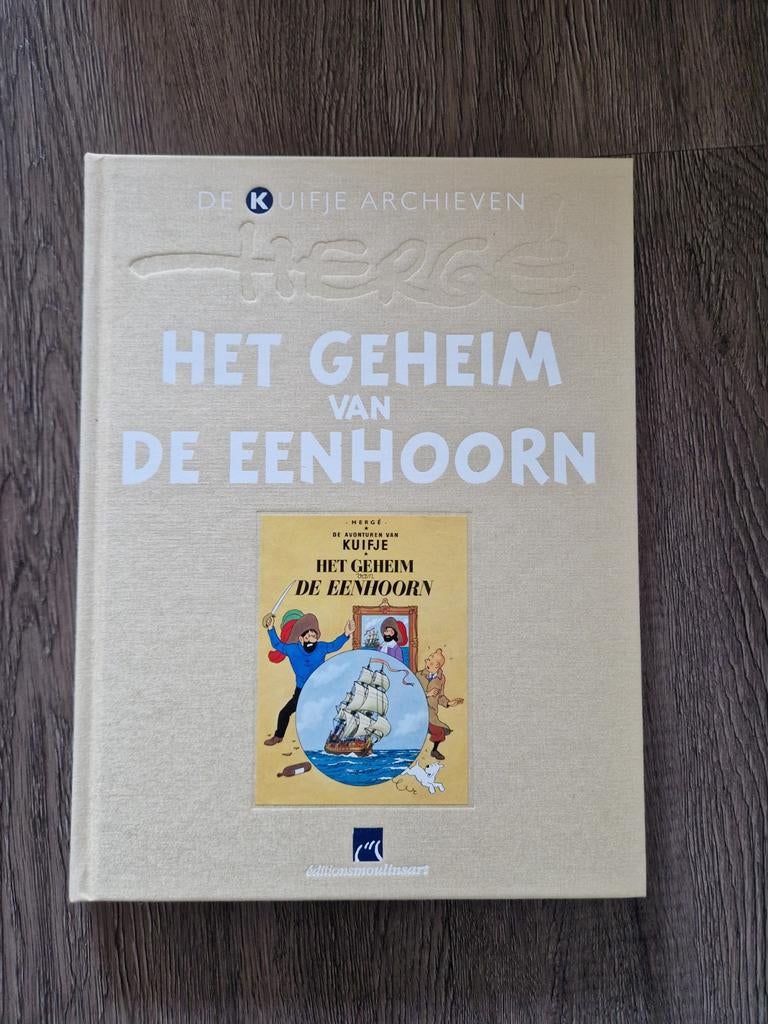 DE KUIFJE ARCHIEVEN
HERGÉ
HET GEHEIM
VAN
DE EENHOORN
· HERGÉ ·
DE AVONTUREN VAN
KUIFJE
HET GEHEIM
van
DE EENHOORN
éditionsmoulinsart